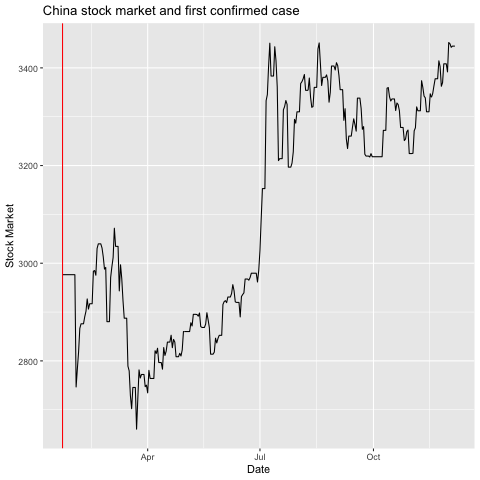 China stock market and first confirmed case
3400
3200
3000
2800
Stock Market
Apr
Jul
Oct
Date